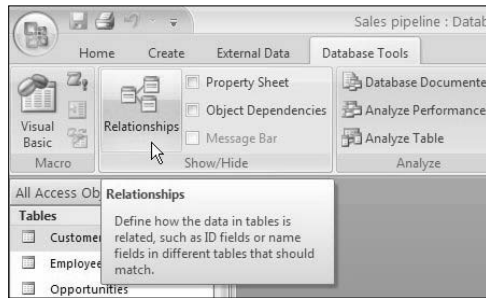 Sales pipeline : Datab
Home Create External Data Database Tools
Visual Basic
Relationships
Property Sheet
Object Dependencies
Message Bar
Database Documente
Analyze Performance
Analyze Table
Macro Show/Hide Analyze
All Access Ob
Relationships
Define how the data in tables is
related, such as ID fields or name
fields in different tables that should
match.
Tables
Custome
Employee
Opportunities